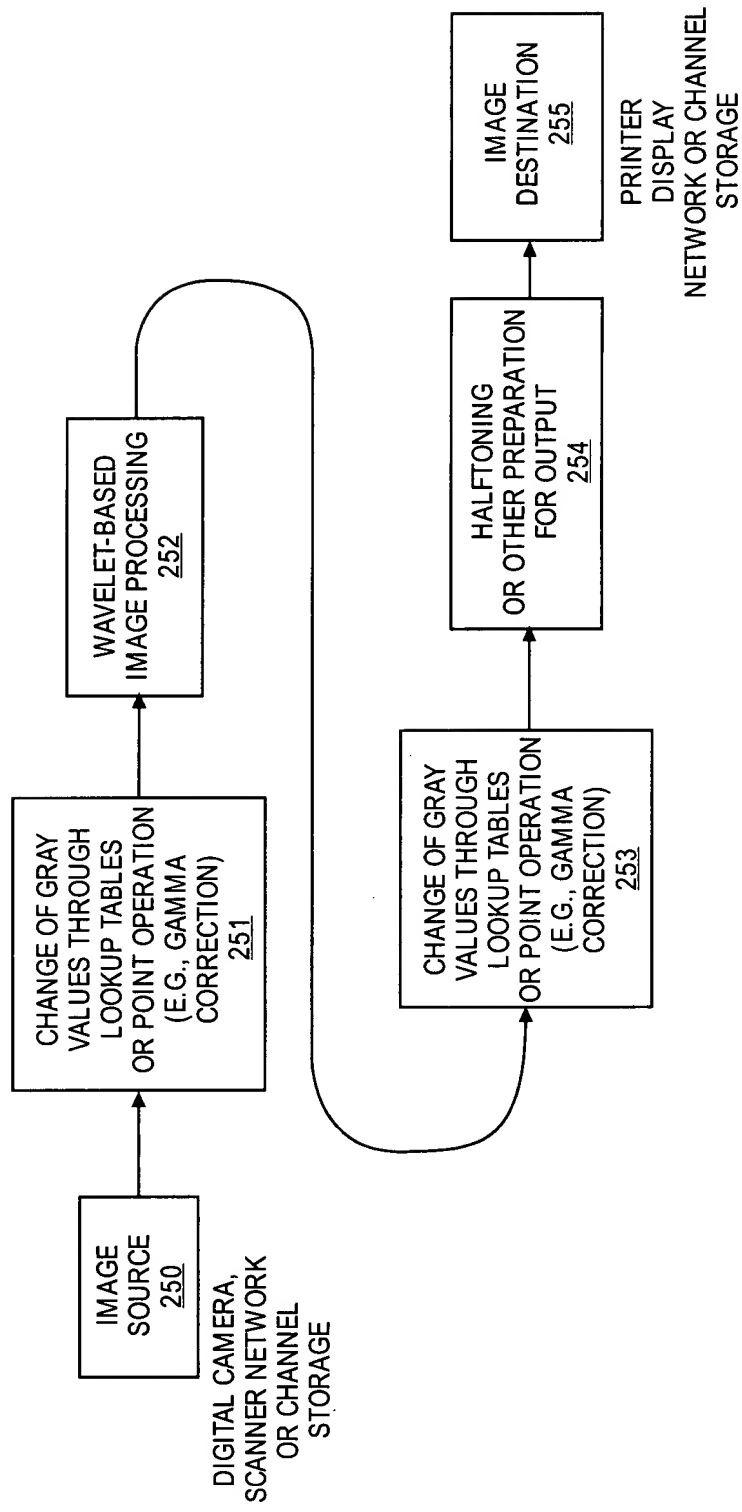 IMAGE
SOURCE
250
DIGITAL CAMERA,
SCANNER NETWORK
OR CHANNEL
STORAGE
CHANGE OF GRAY
VALUES THROUGH
LOOKUP TABLES
OR POINT OPERATION
(E.G., GAMMA
CORRECTION)
251
WAVELET-BASED
IMAGE PROCESSING
252
CHANGE OF GRAY
VALUES THROUGH
LOOKUP TABLES
OR POINT OPERATION
(E.G., GAMMA
CORRECTION)
253
HALFTONING
OR OTHER PREPARATION
FOR OUTPUT
254
IMAGE
DESTINATION
255
PRINTER
DISPLAY
NETWORK OR CHANNEL
STORAGE